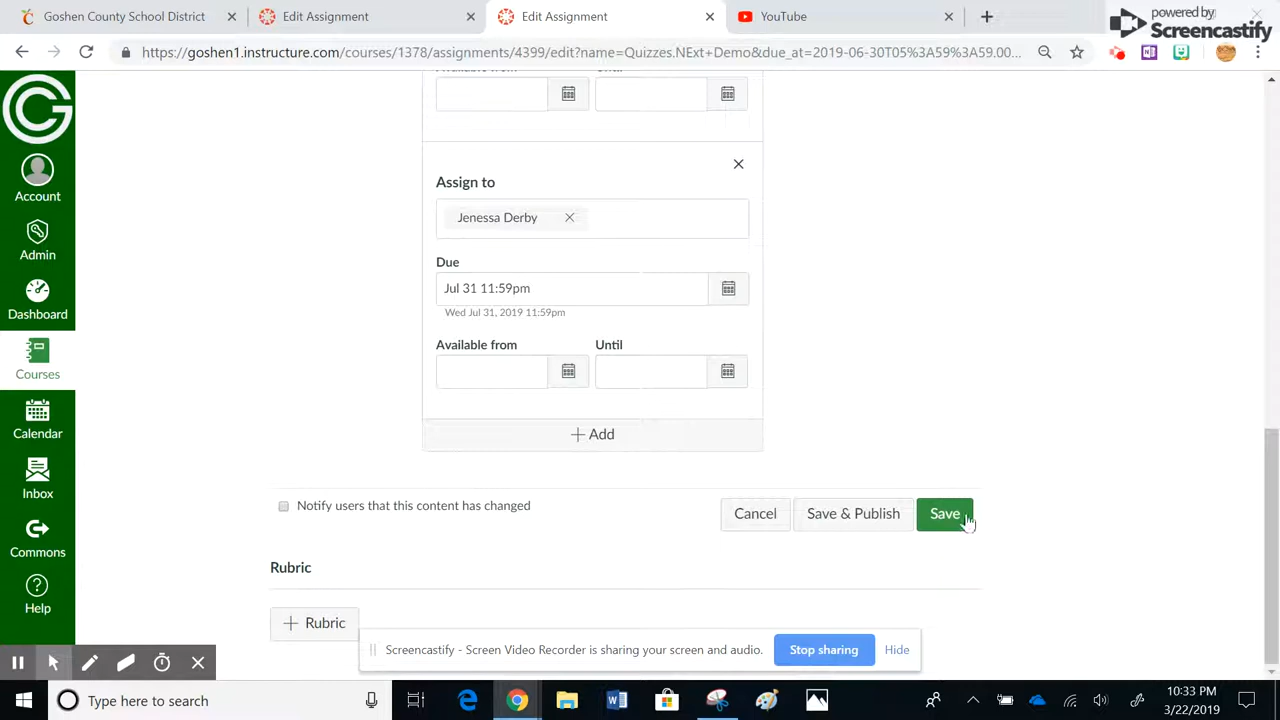 Goshen County School District
Edit Assignment
Edit Assignment
YouTube
powered by
Screencastify
https://goshen1.instructure.com/courses/1378/assignments/4399/edit?name=Quizzes.NExt+Demo&due_at=2019-06-30T05%3A59%3A59.00...
Account
Admin
Dashboard
Courses
Calendar
Inbox
Commons
Help
Assign to
Jenessa Derby
Due
Jul 31 11:59pm
Wed Jul 31, 2019 11:59pm
Available from
Until
+ Add
Notify users that this content has changed
Cancel
Save & Publish
Save
Rubric
+ Rubric
Screencastify - Screen Video Recorder is sharing your screen and audio.
Stop sharing
Hide
Type here to search
10:33 PM
3/22/2019